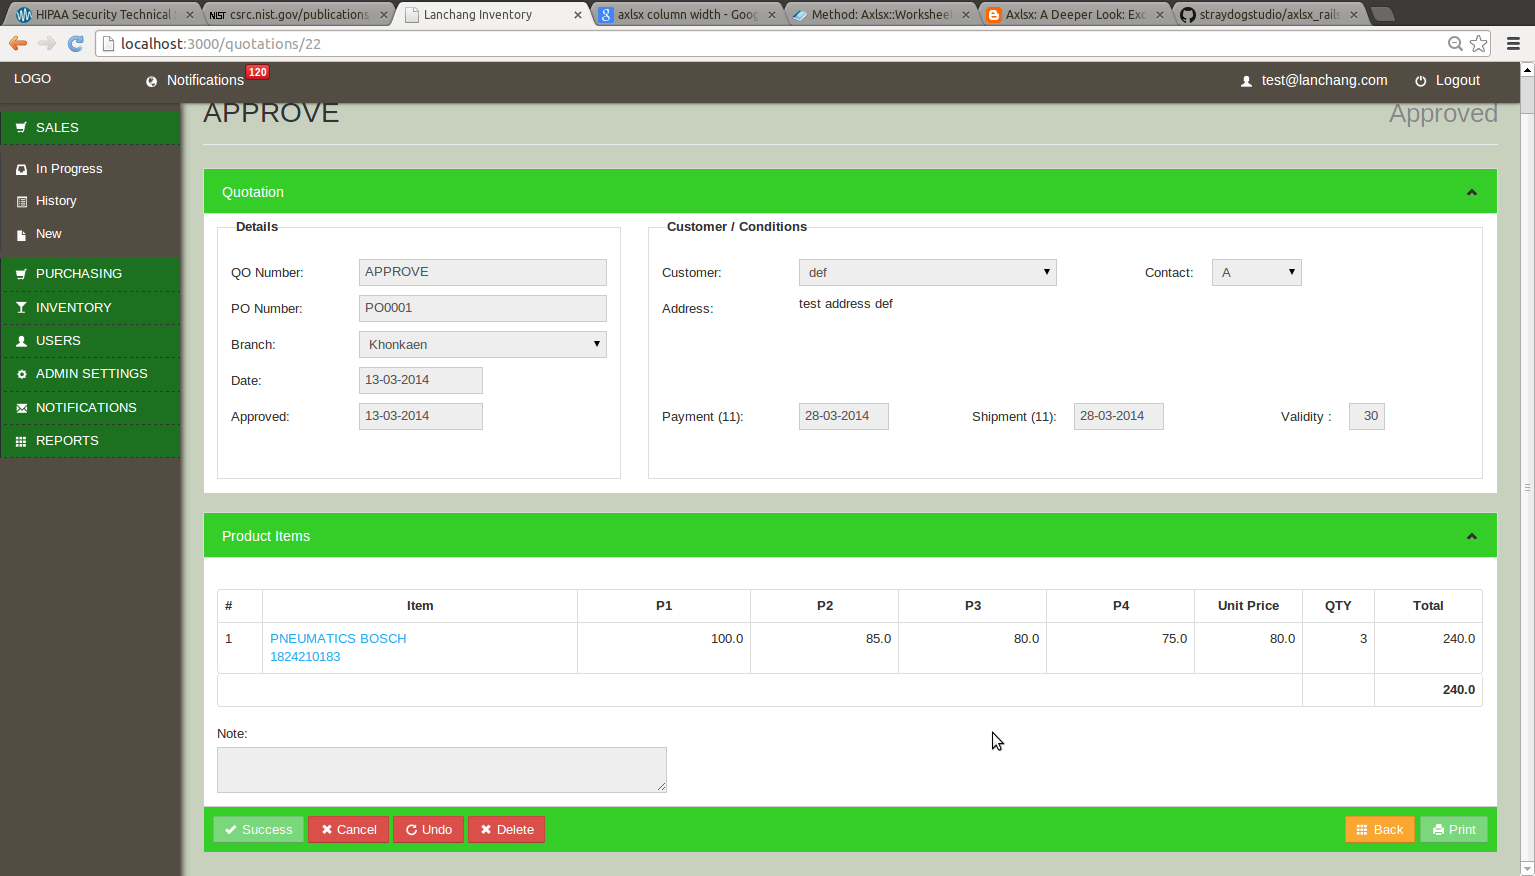 HIPAA Security Technical
csrc.nist.gov/publications
Lanchang Inventory
axlsx column width - Goog
Method: Axlsx::Worksheet
Axlsx: A Deeper Look: Exc
straydogstudio/axlsx_rails
localhost:3000/quotations/22
LOGO
Notifications 120
test@lanchang.com
Logout
APPROVE
Approved
SALES
In Progress
History
New
PURCHASING
INVENTORY
USERS
ADMIN SETTINGS
NOTIFICATIONS
REPORTS
Quotation
Details
QO Number: APPROVE
PO Number: PO0001
Branch: Khonkaen
Date: 13-03-2014
Approved: 13-03-2014
Customer / Conditions
Customer: def Contact: A
Address: test address def
Payment (11): 28-03-2014 Shipment (11): 28-03-2014 Validity : 30
Product Items
# Item P1 P2 P3 P4 Unit Price QTY Total
1 PNEUMATICS BOSCH 100.0 85.0 80.0 75.0 80.0 3 240.0
1824210183
240.0
Note:
Success Cancel Undo Delete Back Print